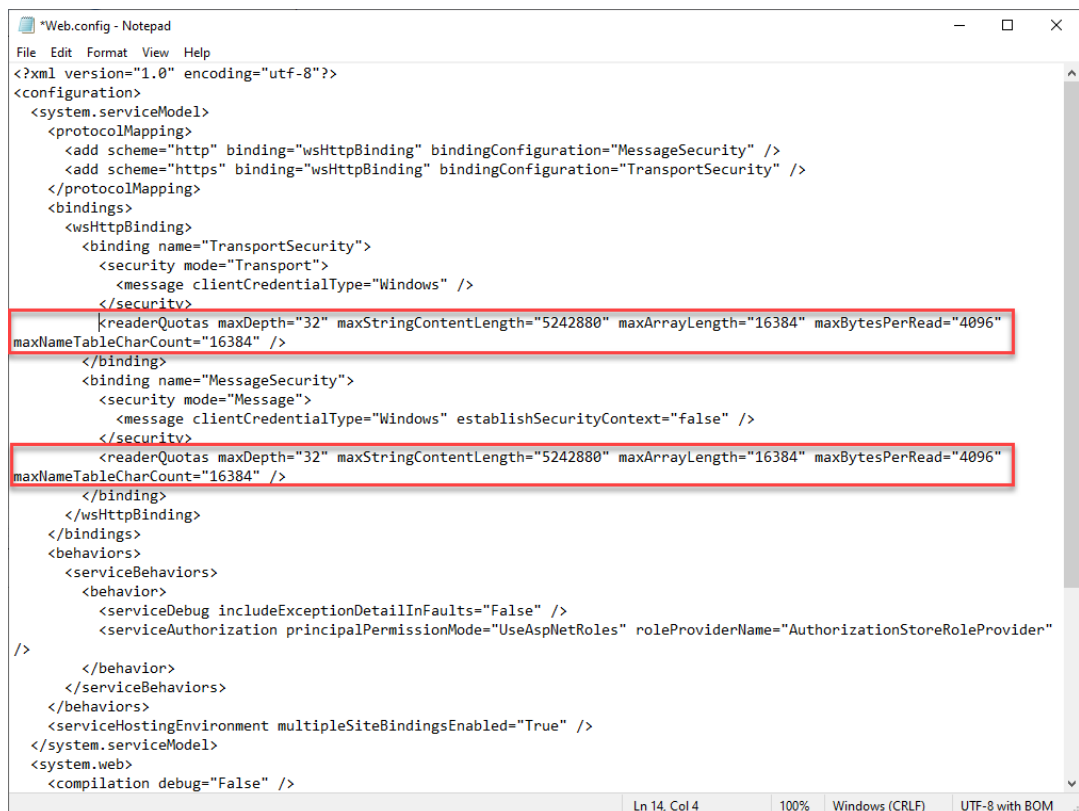 *Web.config - Notepad
File Edit Format View Help
<?xml version="1.0" encoding="utf-8"?>
<configuration>
  <system.serviceModel>
    <protocolMapping>
      <add scheme="http" binding="wsHttpBinding" bindingConfiguration="MessageSecurity" />
      <add scheme="https" binding="wsHttpBinding" bindingConfiguration="TransportSecurity" />
    </protocolMapping>
    <bindings>
      <wsHttpBinding>
        <binding name="TransportSecurity">
          <security mode="Transport">
            <message clientCredentialType="Windows" />
          </security>
          <readerQuotas maxDepth="32" maxStringContentLength="5242880" maxArrayLength="16384" maxBytesPerRead="4096"
maxNameTableCharCount="16384" />
        </binding>
        <binding name="MessageSecurity">
          <security mode="Message">
            <message clientCredentialType="Windows" establishSecurityContext="false" />
          </security>
          <readerQuotas maxDepth="32" maxStringContentLength="5242880" maxArrayLength="16384" maxBytesPerRead="4096"
maxNameTableCharCount="16384" />
        </binding>
      </wsHttpBinding>
    </bindings>
    <behaviors>
      <serviceBehaviors>
        <behavior>
          <serviceDebug includeExceptionDetailInFaults="False" />
          <serviceAuthorization principalPermissionMode="UseAspNetRoles" roleProviderName="AuthorizationStoreRoleProvider"
/>
        </behavior>
      </serviceBehaviors>
    </behaviors>
    <serviceHostingEnvironment multipleSiteBindingsEnabled="True" />
  </system.serviceModel>
  <system.web>
    <compilation debug="False" />
Ln 14, Col 4 100% Windows (CRLF) UTF-8 with BOM